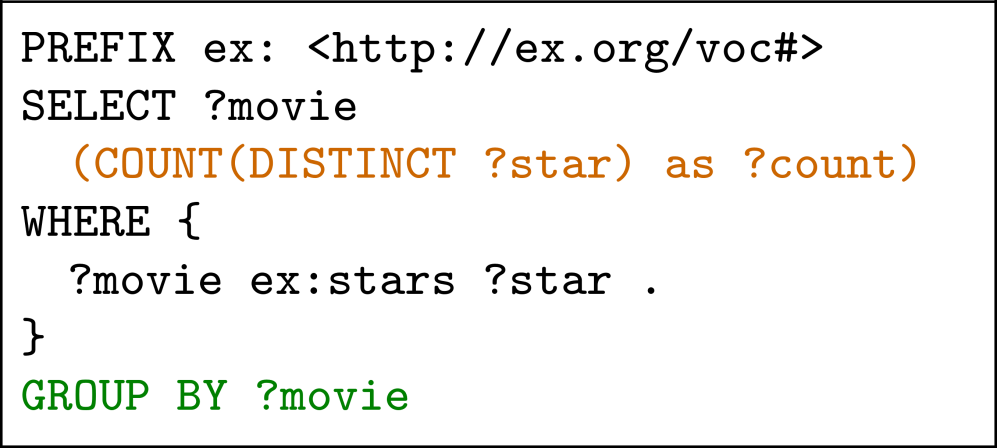 PREFIX ex: <http://ex.org/voc#>
SELECT ?movie
(COUNT(DISTINCT ?star) as ?count)
WHERE {
?movie ex:stars ?star .
}
GROUP BY ?movie